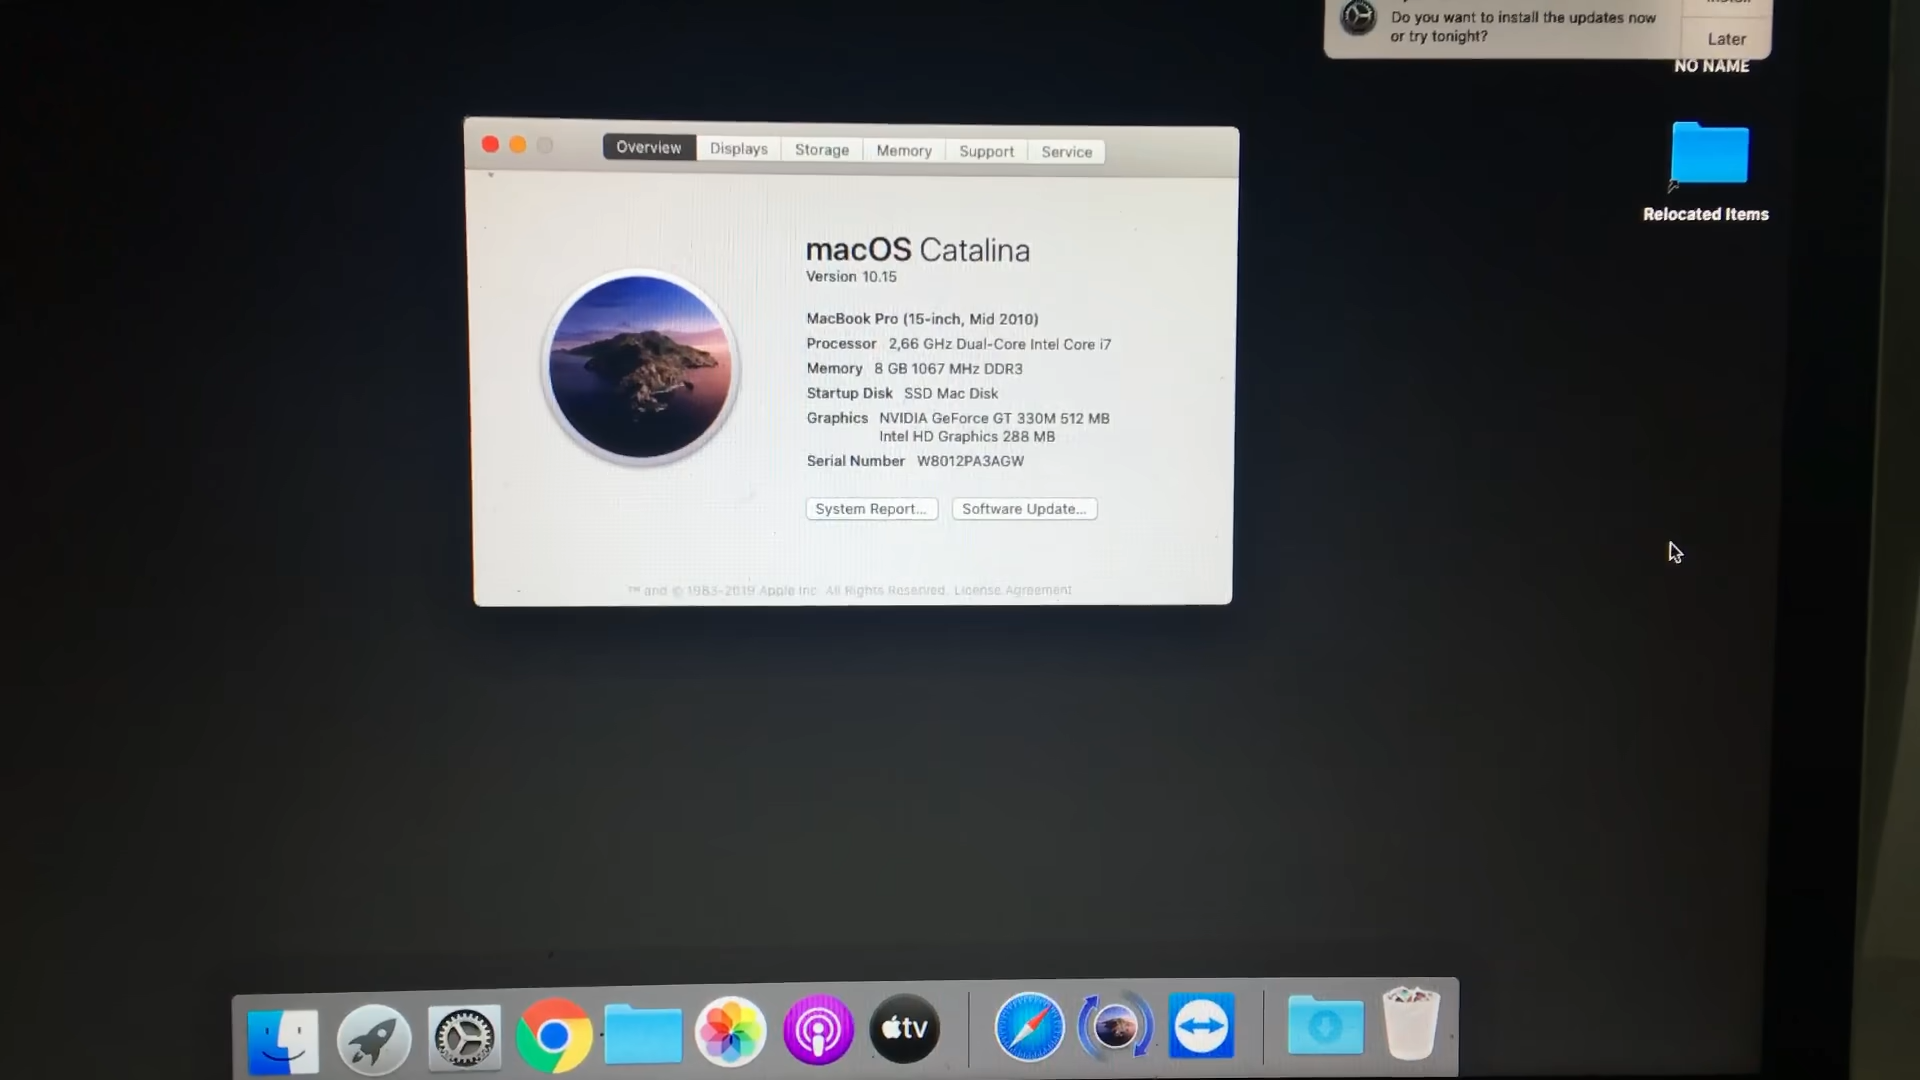 Do you want to install the updates now
or try tonight?
Later
NO NAME
Relocated Items
Overview
Displays
Storage
Memory
Support
Service
macOS Catalina
Version 10.15
MacBook Pro (15-inch, Mid 2010)
Processor 2,66 GHz Dual-Core Intel Core i7
Memory 8 GB 1067 MHz DDR3
Startup Disk SSD Mac Disk
Graphics NVIDIA GeForce GT 330M 512 MB
Intel HD Graphics 288 MB
Serial Number W8012PA3AGW
System Report...
Software Update...
™ and © 1983-2019 Apple Inc. All Rights Reserved. License Agreement
tv